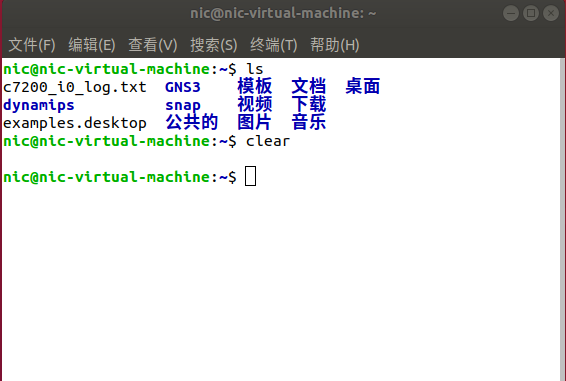 nic@nic-virtual-machine: ~
文件(F) 编辑(E) 查看(V) 搜索(S) 终端(T) 帮助(H)
nic@nic-virtual-machine:~$ ls
c7200_i0_log.txt GNS3 模板 文档 桌面
dynamips snap 视频 下载
examples.desktop 公共的 图片 音乐
nic@nic-virtual-machine:~$ clear
nic@nic-virtual-machine:~$